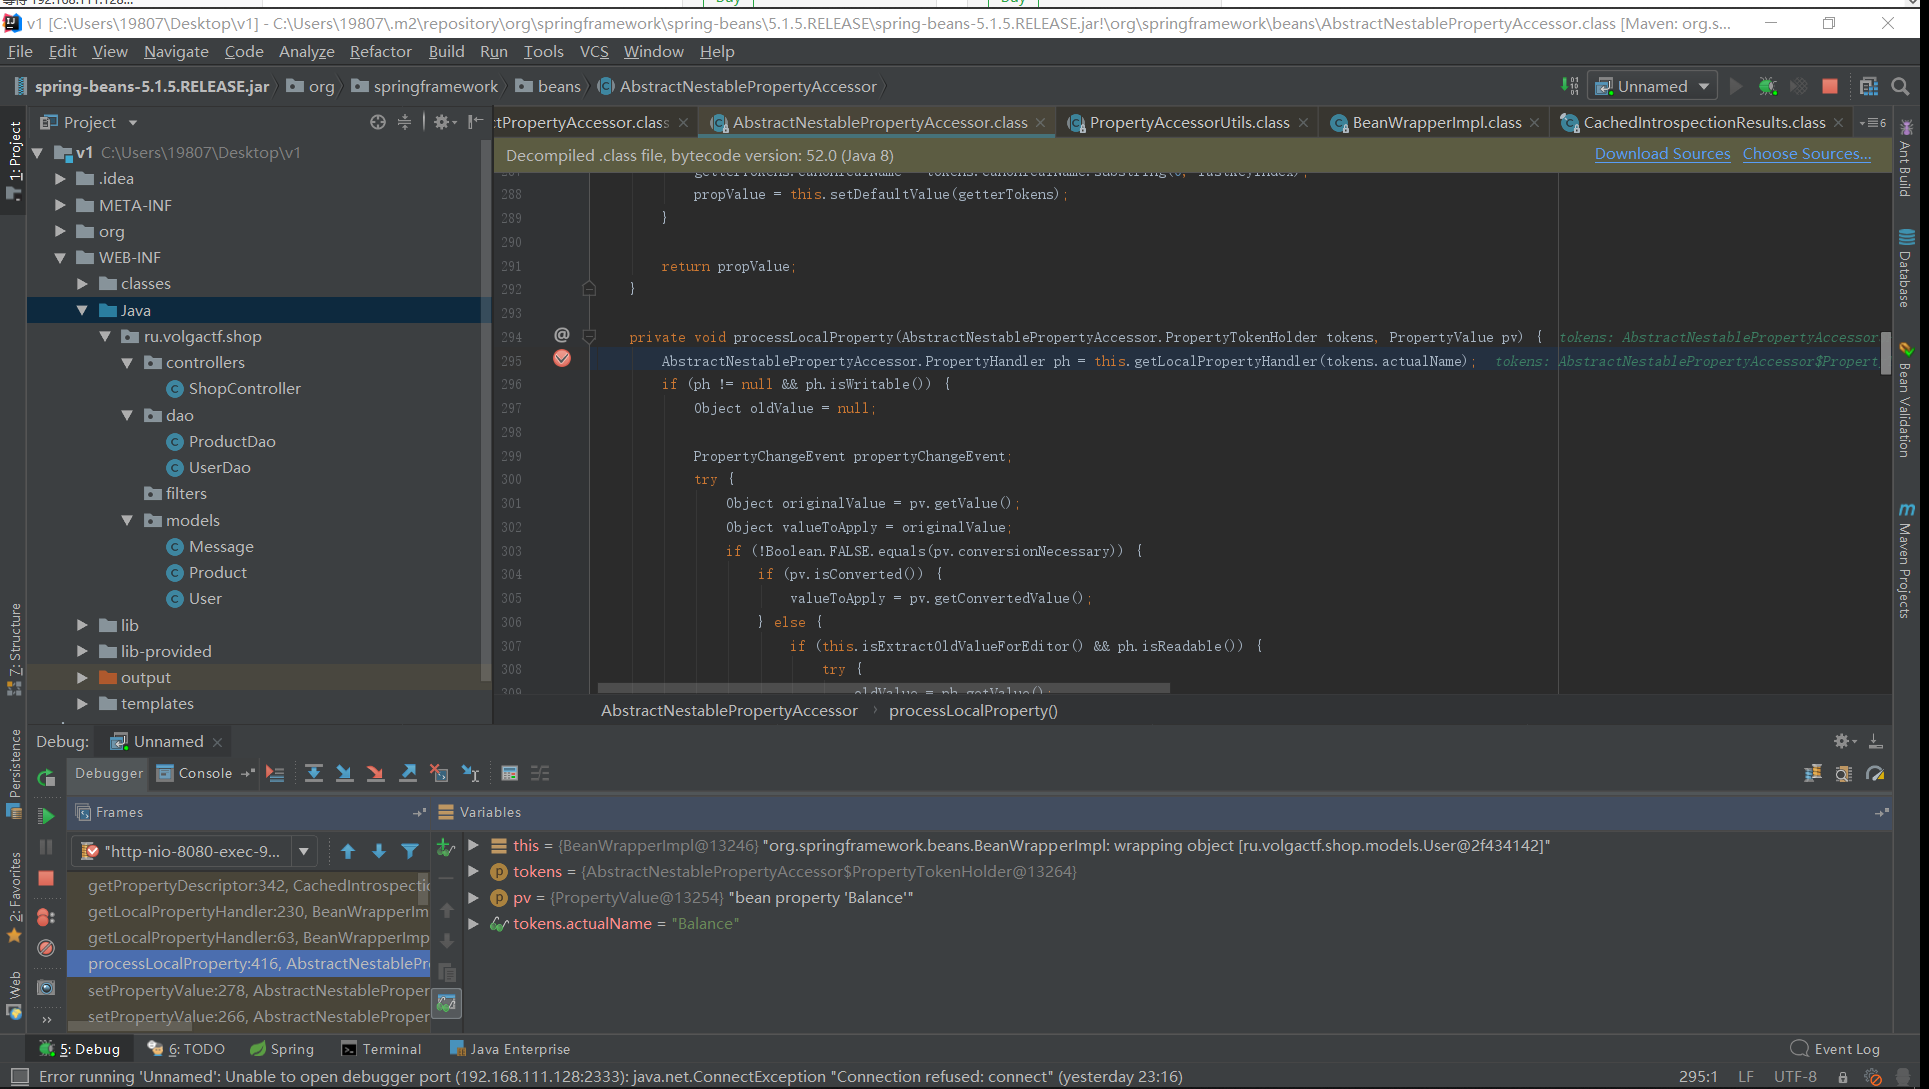 v1 [C:\Users\19807\Desktop\v1] - C:\Users\19807\.m2\repository\org\springframework\spring-beans\5.1.5.RELEASE\spring-beans-5.1.5.RELEASE.jar!\org\springframework\beans\AbstractNestablePropertyAccessor.class [Maven: org.s...
File Edit View Navigate Code Analyze Refactor Build Run Tools VCS Window Help
spring-beans-5.1.5.RELEASE.jar org springframework beans AbstractNestablePropertyAccessor Unnamed
Project
ctPropertyAccessor.class AbstractNestablePropertyAccessor.class PropertyAccessorUtils.class BeanWrapperImpl.class CachedIntrospectionResults.class 6
Decompiled .class file, bytecode version: 52.0 (Java 8) Download Sources Choose Sources...
1: Project
Z: Structure
Persistence
2: Favorites
Web
v1 C:\Users\19807\Desktop\v1
.idea
META-INF
org
WEB-INF
classes
Java
ru.volgactf.shop
controllers
ShopController
dao
ProductDao
UserDao
filters
models
Message
Product
User
lib
lib-provided
output
templates
288 propValue = this.setDefaultValue(getterTokens);
289 }
290
291 return propValue;
292 }
293
294 @ private void processLocalProperty(AbstractNestablePropertyAccessor.PropertyTokenHolder tokens, PropertyValue pv) { tokens: AbstractNestablePropertyAccessor
295 AbstractNestablePropertyAccessor.PropertyHandler ph = this.getLocalPropertyHandler(tokens.actualName); tokens: AbstractNestablePropertyAccessor$Propert
296 if (ph != null && ph.isWritable()) {
297 Object oldValue = null;
298
299 PropertyChangeEvent propertyChangeEvent;
300 try {
301 Object originalValue = pv.getValue();
302 Object valueToApply = originalValue;
303 if (!Boolean.FALSE.equals(pv.conversionNecessary)) {
304 if (pv.isConverted()) {
305 valueToApply = pv.getConvertedValue();
306 } else {
307 if (this.isExtractOldValueForEditor() && ph.isReadable()) {
308 try {
309 oldValue = ph.getValue();
AbstractNestablePropertyAccessor processLocalProperty()
Ant Build
Database
Bean Validation
Maven Projects
Debug: Unnamed
Debugger Console
Frames Variables
"http-nio-8080-exec-9...
getPropertyDescriptor:342, CachedIntrospectic
getLocalPropertyHandler:230, BeanWrapperIm
getLocalPropertyHandler:63, BeanWrapperImp
processLocalProperty:416, AbstractNestablePr
setPropertyValue:278, AbstractNestableProper
setPropertyValue:266, AbstractNestableProper
this = {BeanWrapperImpl@13246} "org.springframework.beans.BeanWrapperImpl: wrapping object [ru.volgactf.shop.models.User@2f434142]"
tokens = {AbstractNestablePropertyAccessor$PropertyTokenHolder@13264}
pv = {PropertyValue@13254} "bean property 'Balance'"
tokens.actualName = "Balance"
5: Debug 6: TODO Spring Terminal Java Enterprise Event Log
Error running 'Unnamed': Unable to open debugger port (192.168.111.128:2333): java.net.ConnectException "Connection refused: connect" (yesterday 23:16) 295:1 LF UTF-8